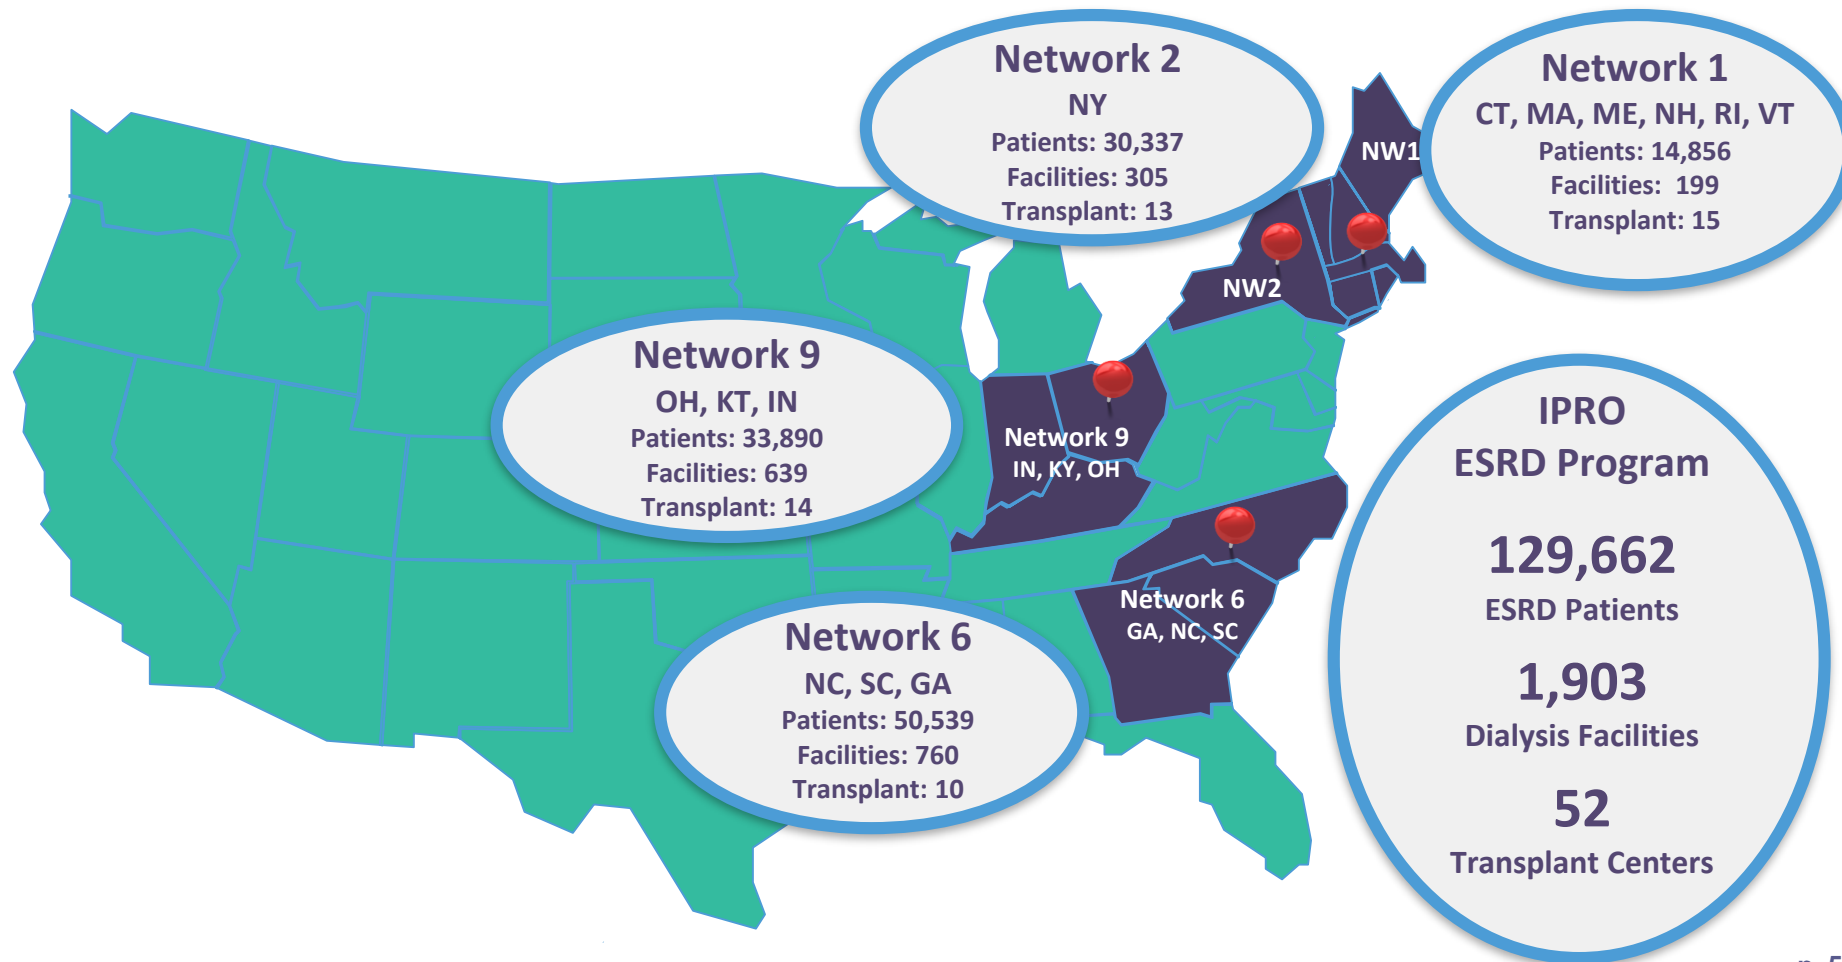 Network 2
NY
Patients: 30,337
Facilities: 305
Transplant: 13
Network 1
CT, MA, ME, NH, RI, VT
Patients: 14,856
Facilities: 199
Transplant: 15
NW1
NW2
Network 9
OH, KT, IN
Patients: 33,890
Facilities: 639
Transplant: 14
Network 9
IN, KY, OH
Network 6
GA, NC, SC
Network 6
NC, SC, GA
Patients: 50,539
Facilities: 760
Transplant: 10
IPRO
ESRD Program
129,662
ESRD Patients
1,903
Dialysis Facilities
52
Transplant Centers